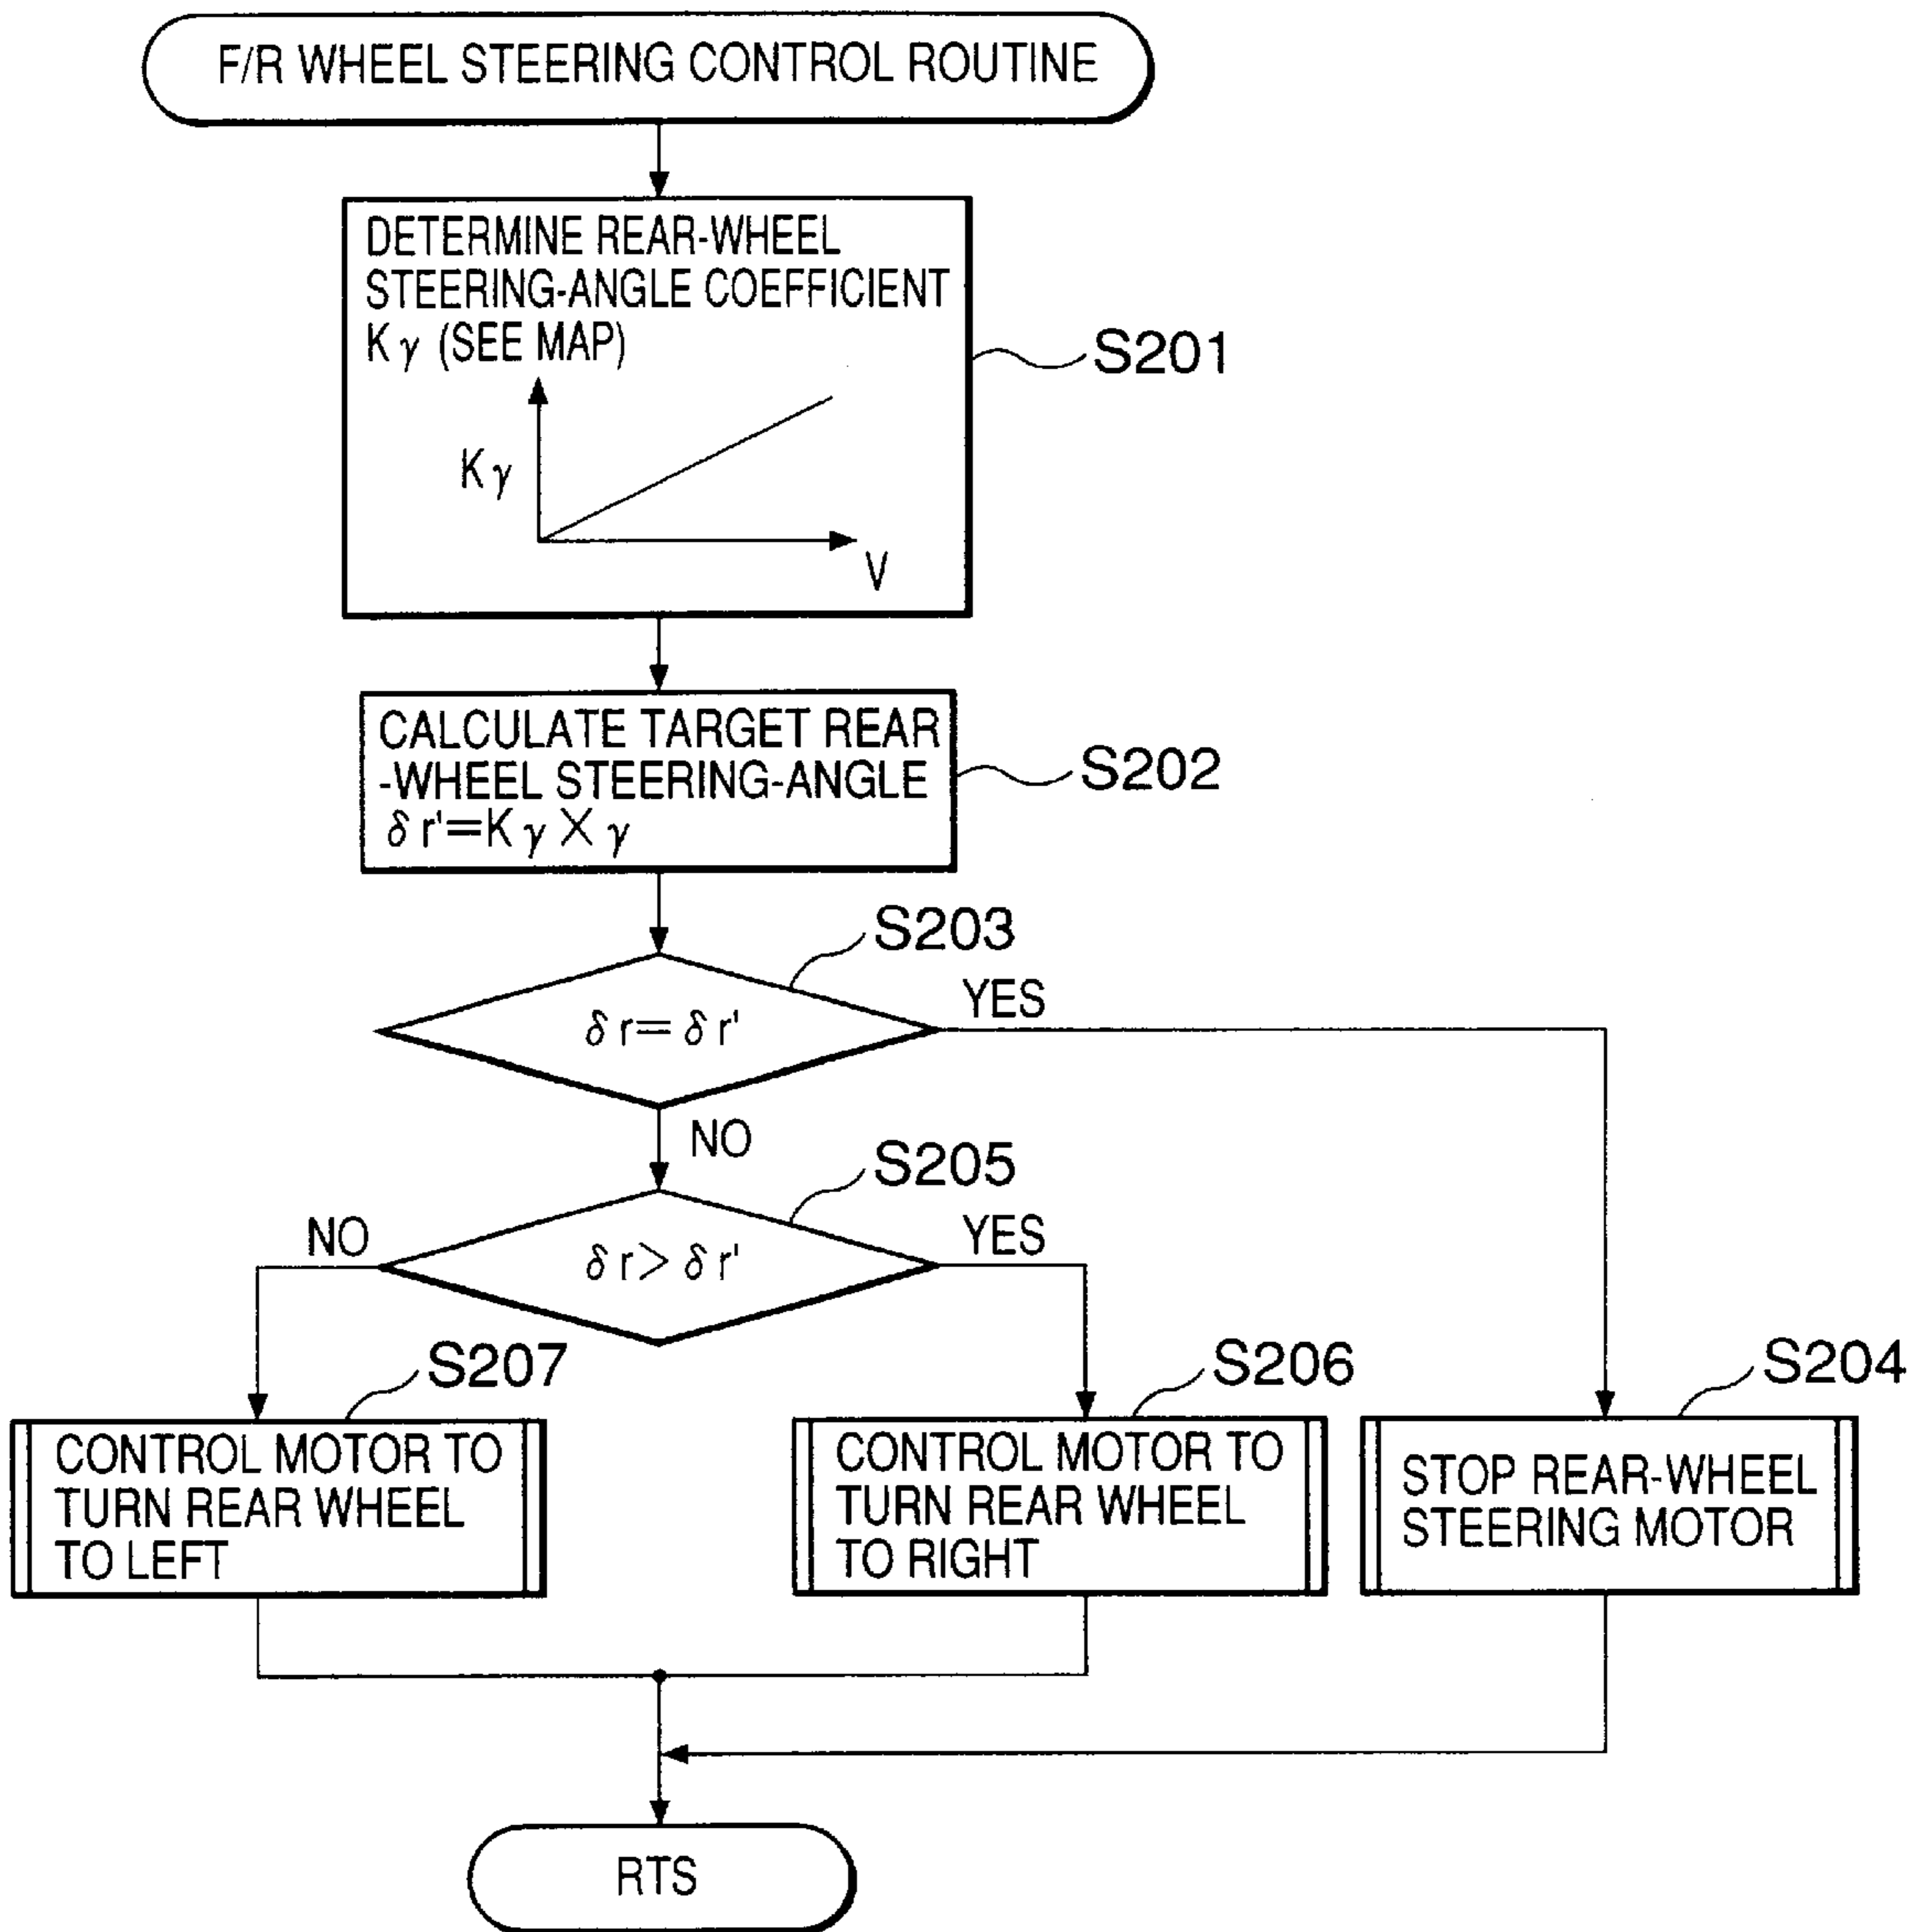 F/R WHEEL STEERING CONTROL ROUTINE
DETERMINE REAR-WHEEL
STEERING-ANGLE COEFFICIENT
Kγ (SEE MAP)
Kγ
V
S201
CALCULATE TARGET REAR
-WHEEL STEERING-ANGLE
δr'=Kγ×γ
S202
S203
δr=δr'
YES
NO
S205
δr>δr'
NO
YES
S207
CONTROL MOTOR TO
TURN REAR WHEEL
TO LEFT
S206
CONTROL MOTOR TO
TURN REAR WHEEL
TO RIGHT
S204
STOP REAR-WHEEL
STEERING MOTOR
RTS